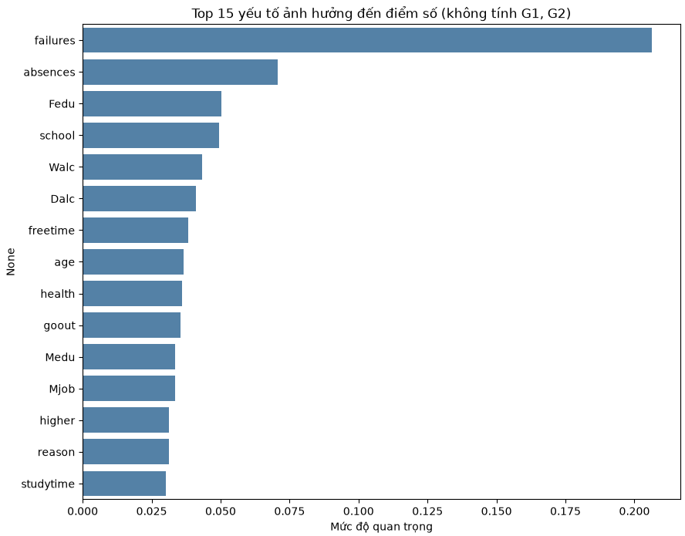 Top 15 yếu tố ảnh hưởng đến điểm số (không tính G1, G2)
failures
absences
Fedu
school
Walc
Dalc
freetime
age
health
goout
Medu
Mjob
higher
reason
studytime
None
0.000 0.025 0.050 0.075 0.100 0.125 0.150 0.175 0.200
Mức độ quan trọng